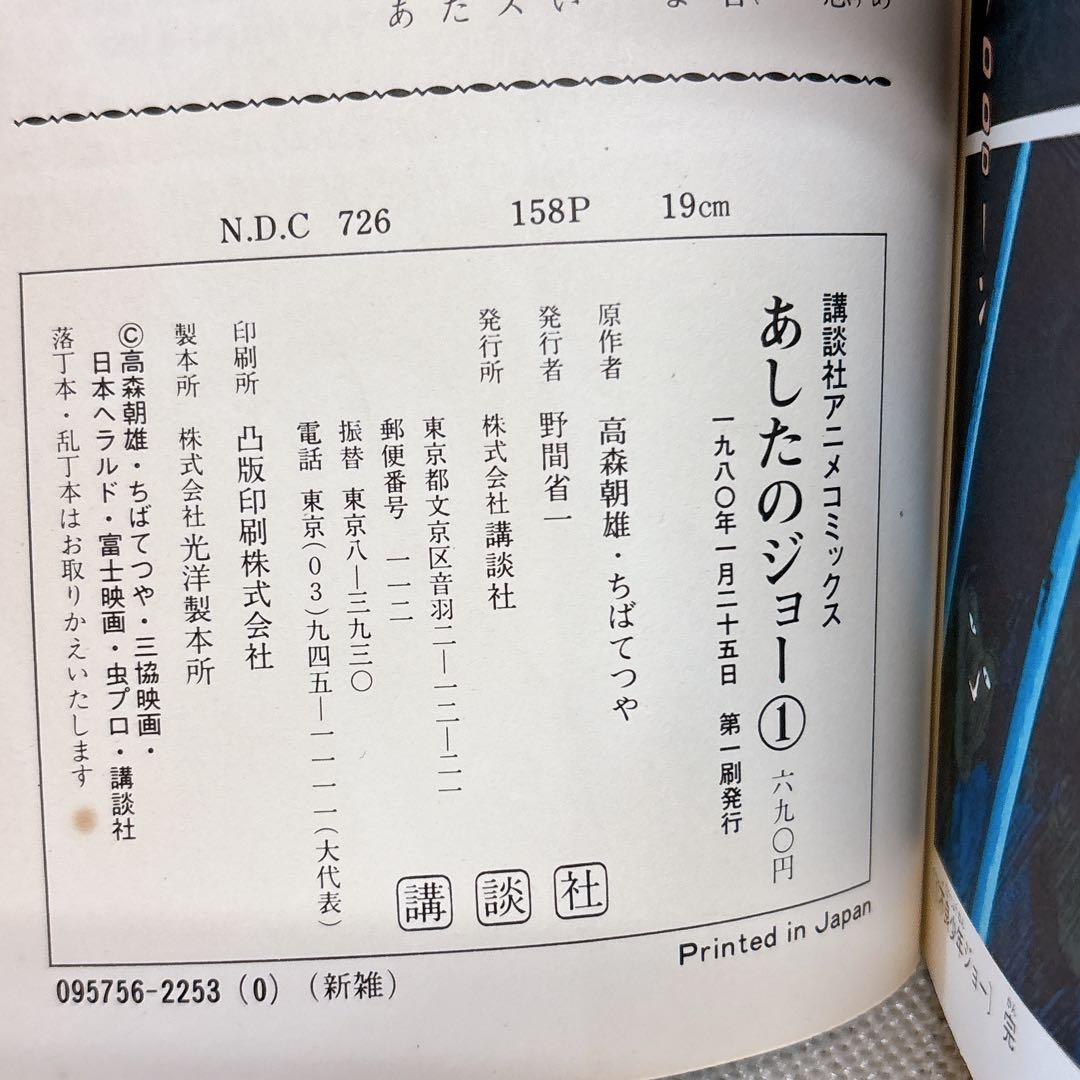 N.D.C 726 158P 19cm
講談社アニメコミックス
あしたのジョー① 六九〇円
一九八〇年一月二十五日 第一刷発行
原作者 高森朝雄・ちばてつや
発行者 野間省一
発行所 株式会社講談社
東京都文京区音羽二—一二—二一
郵便番号 一一二
振替 東京八—三九三〇
電話 東京(03)九四五—一一一一(大代表)
印刷所 凸版印刷株式会社
製本所 株式会社光洋製本所
©高森朝雄・ちばてつや・三協映画・
日本ヘラルド・富士映画・虫プロ・講談社
落丁本・乱丁本はお取りかえいたします
講談社
Printed in Japan
095756-2253 (0) (新雑)